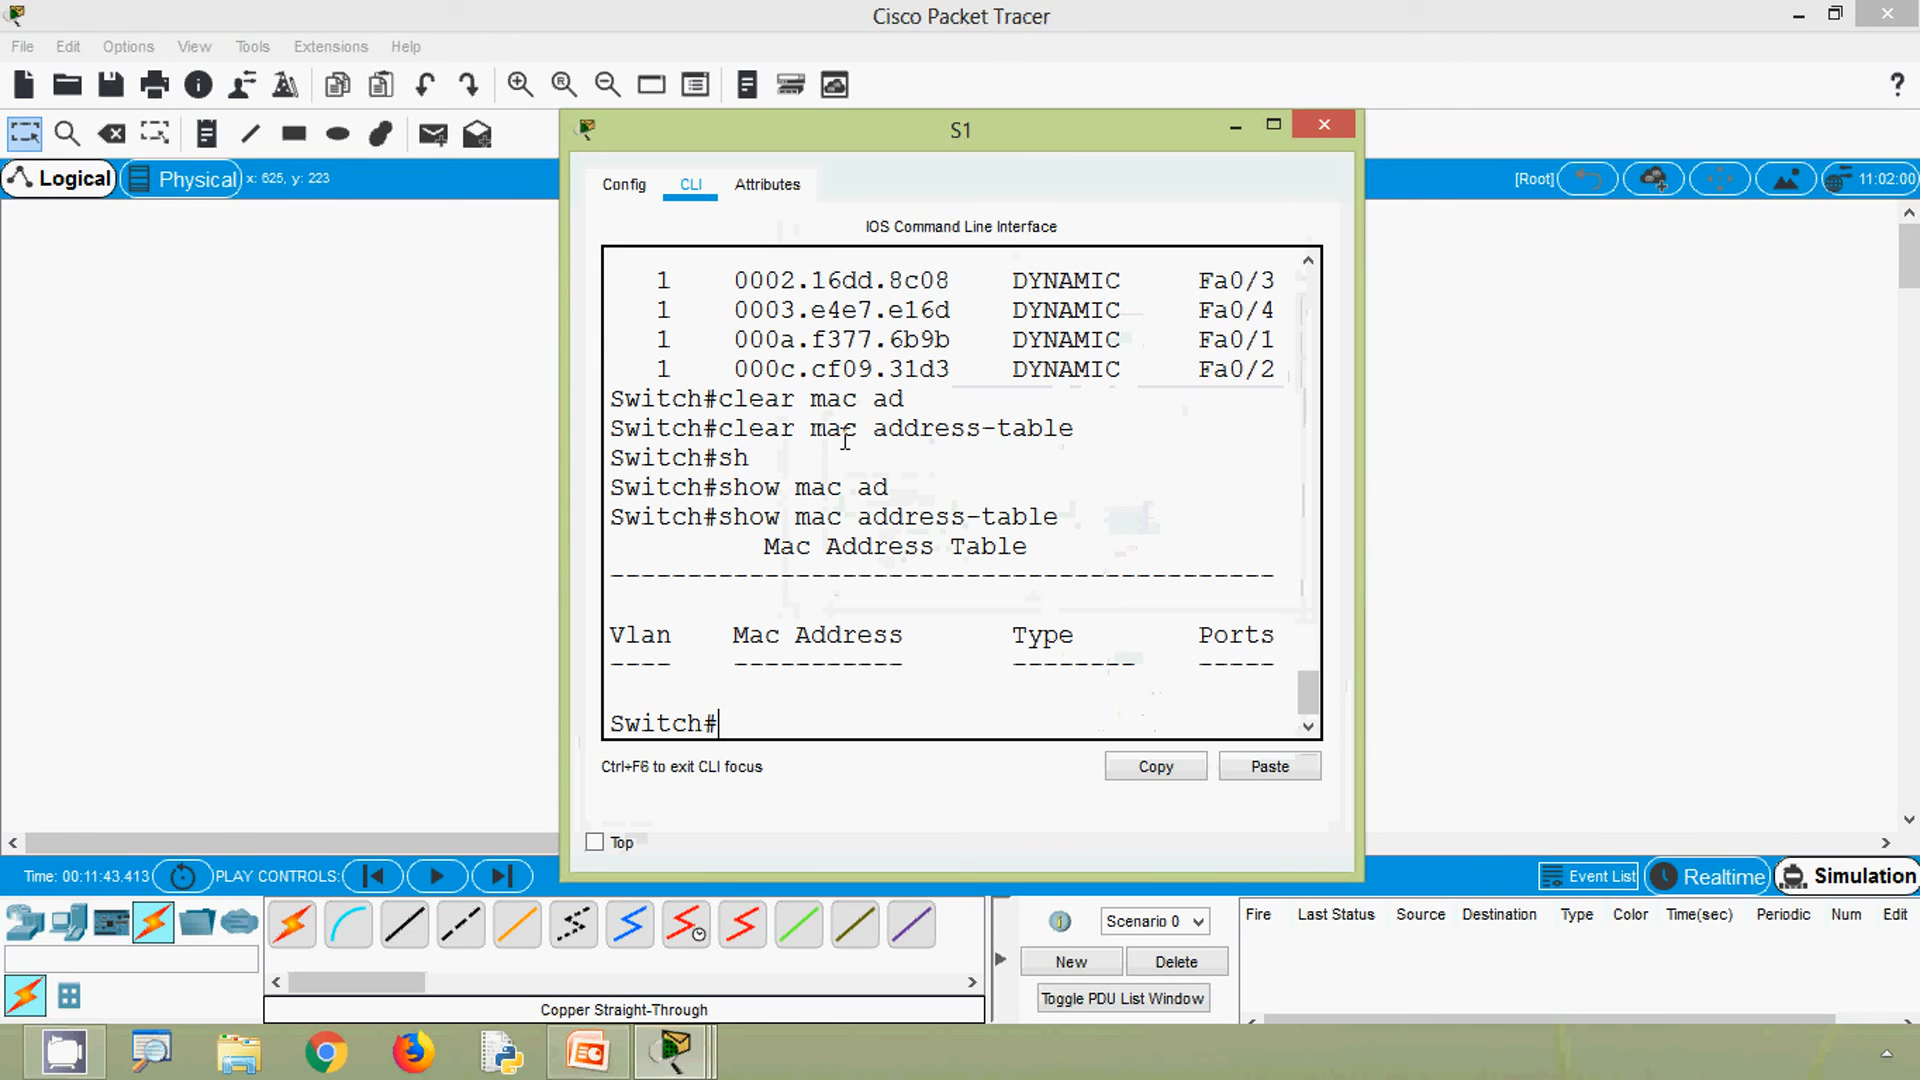 Cisco Packet Tracer
File Edit Options View Tools Extensions Help
S1
Logical Physical x: 625, y: 223 [Root] 11:02:00
Config CLI Attributes
IOS Command Line Interface
1 0002.16dd.8c08 DYNAMIC Fa0/3
1 0003.e4e7.e16d DYNAMIC Fa0/4
1 000a.f377.6b9b DYNAMIC Fa0/1
1 000c.cf09.31d3 DYNAMIC Fa0/2
Switch#clear mac ad
Switch#clear mac address-table
Switch#sh
Switch#show mac ad
Switch#show mac address-table
Mac Address Table
-------------------------------------------
Vlan Mac Address Type Ports
---- ----------- -------- -----
Switch#
Ctrl+F6 to exit CLI focus Copy Paste
Top
Time: 00:11:43.413 PLAY CONTROLS: Event List Realtime Simulation
Scenario 0 Fire Last Status Source Destination Type Color Time(sec) Periodic Num Edit
New Delete
Toggle PDU List Window
Copper Straight-Through